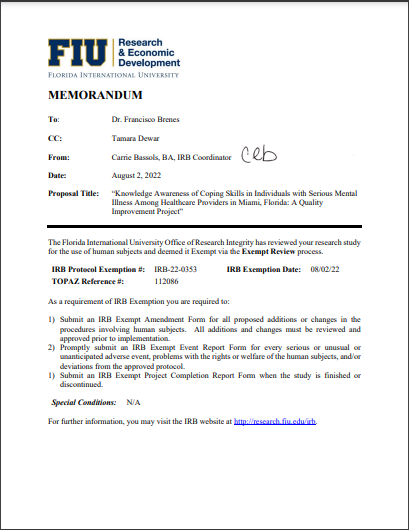 FIU Research
& Economic
Development
FLORIDA INTERNATIONAL UNIVERSITY
MEMORANDUM
To: Dr. Francisco Brenes
CC: Tamara Dewar
From: Carrie Bassols, BA, IRB Coordinator ceb
Date: August 2, 2022
Proposal Title: "Knowledge Awareness of Coping Skills in Individuals with Serious Mental
Illness Among Healthcare Providers in Miami, Florida: A Quality
Improvement Project"
The Florida International University Office of Research Integrity has reviewed your research study
for the use of human subjects and deemed it Exempt via the Exempt Review process.
IRB Protocol Exemption #: IRB-22-0353 IRB Exemption Date: 08/02/22
TOPAZ Reference #: 112086
As a requirement of IRB Exemption you are required to:
1) Submit an IRB Exempt Amendment Form for all proposed additions or changes in the
procedures involving human subjects. All additions and changes must be reviewed and
approved prior to implementation.
2) Promptly submit an IRB Exempt Event Report Form for every serious or unusual or
unanticipated adverse event, problems with the rights or welfare of the human subjects, and/or
deviations from the approved protocol.
1) Submit an IRB Exempt Project Completion Report Form when the study is finished or
discontinued.
Special Conditions: N/A
For further information, you may visit the IRB website at http://research.fiu.edu/irb.